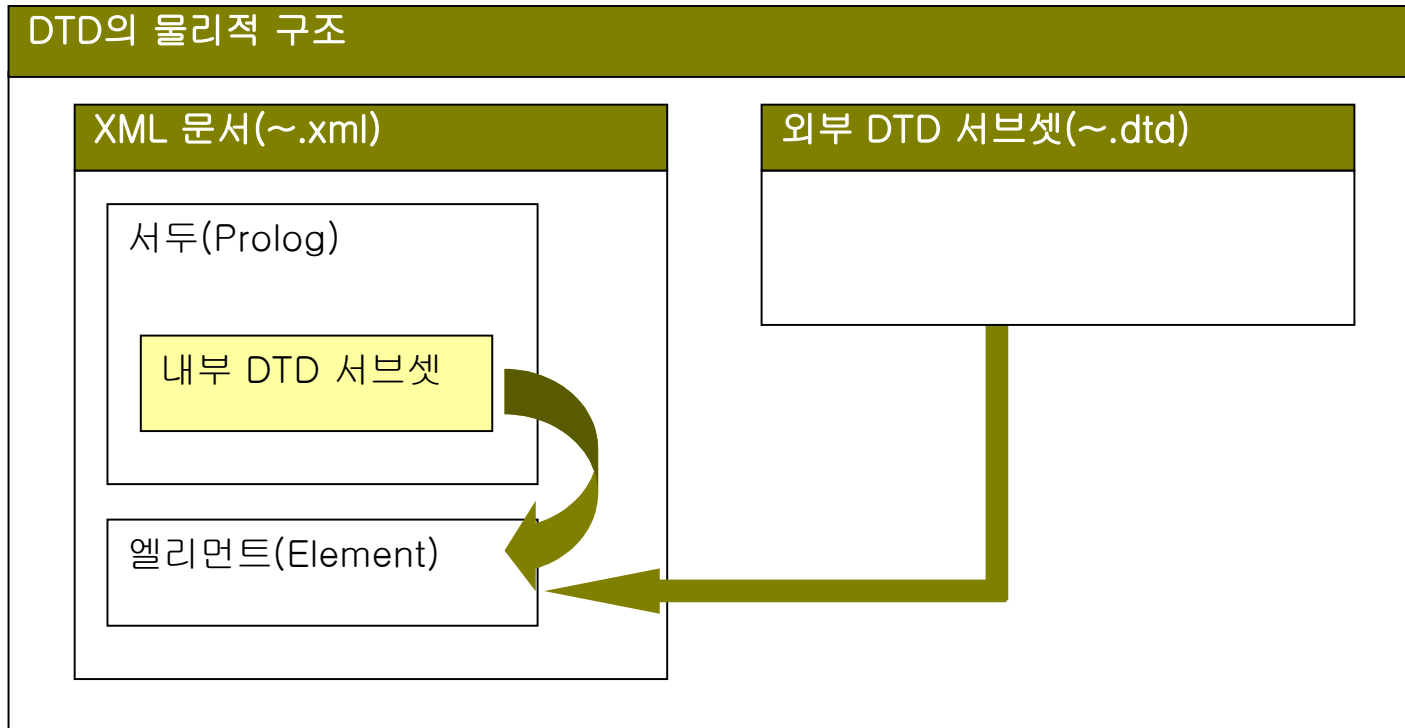 DTD의 물리적 구조
XML 문서(~.xml)
서두(Prolog)
내부 DTD 서브셋
엘리먼트(Element)
외부 DTD 서브셋(~.dtd)